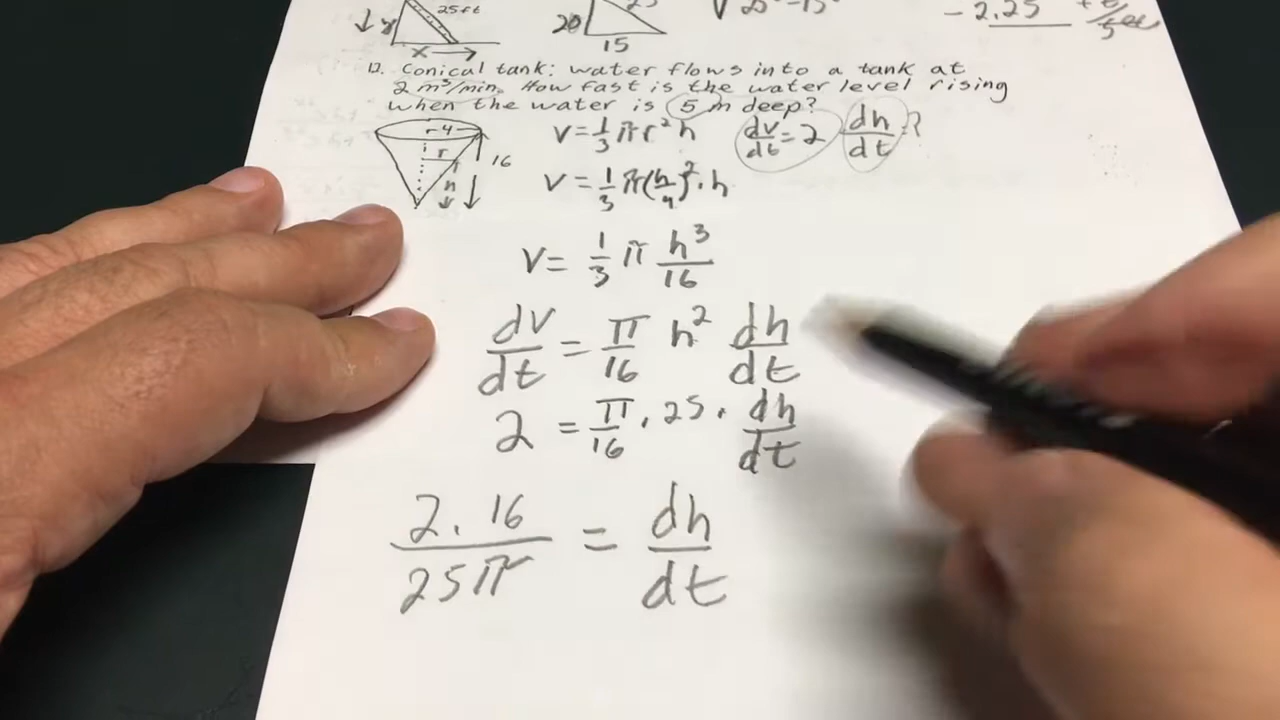 25ft
y
x
20
25
15
- 2.25
12. Conical tank: water flows into a tank at
2 m³/min. How fast is the water level rising
when the water is 5 m deep?
r 4
r
h
16
V = 1/3 πr²h
dV/dt = 2
dh/dt ?
V = 1/3 π(h/4)² · h
V = 1/3 π h³/16
dV/dt = π/16 h² dh/dt
2 = π/16 · 25 · dh/dt
2 · 16 / 25π = dh/dt